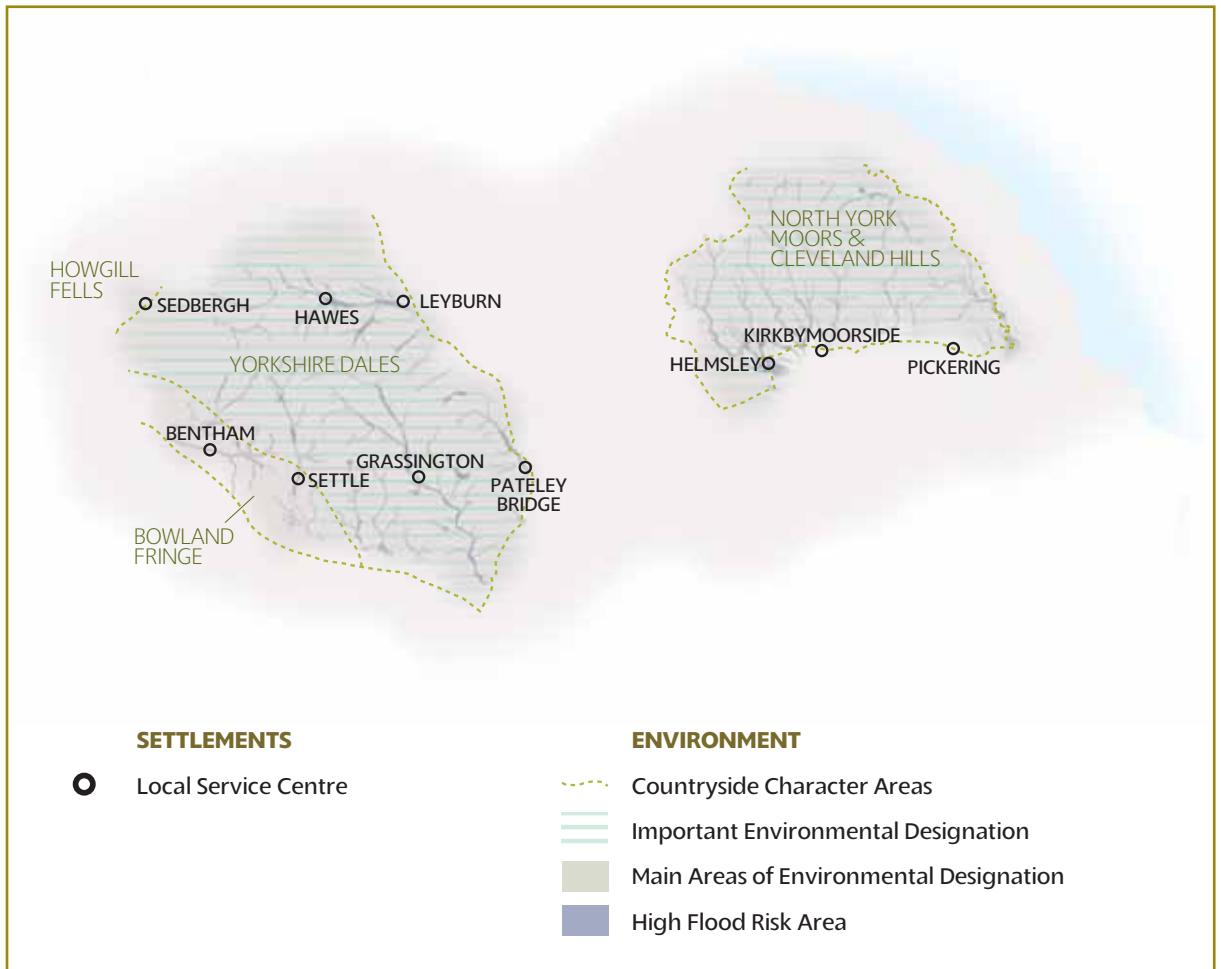 NORTH YORK
MOORS &
CLEVELAND HILLS
HOWGILL
FELLS
SEDBERGH
HAWES
LEYBURN
YORKSHIRE DALES
KIRKBYMOORSIDE
HELMSLEY
PICKERING
BENTHAM
GRASSINGTON
SETTLE
PATELEY
BRIDGE
BOWLAND
FRINGE
SETTLEMENTS
Local Service Centre
ENVIRONMENT
Countryside Character Areas
Important Environmental Designation
Main Areas of Environmental Designation
High Flood Risk Area